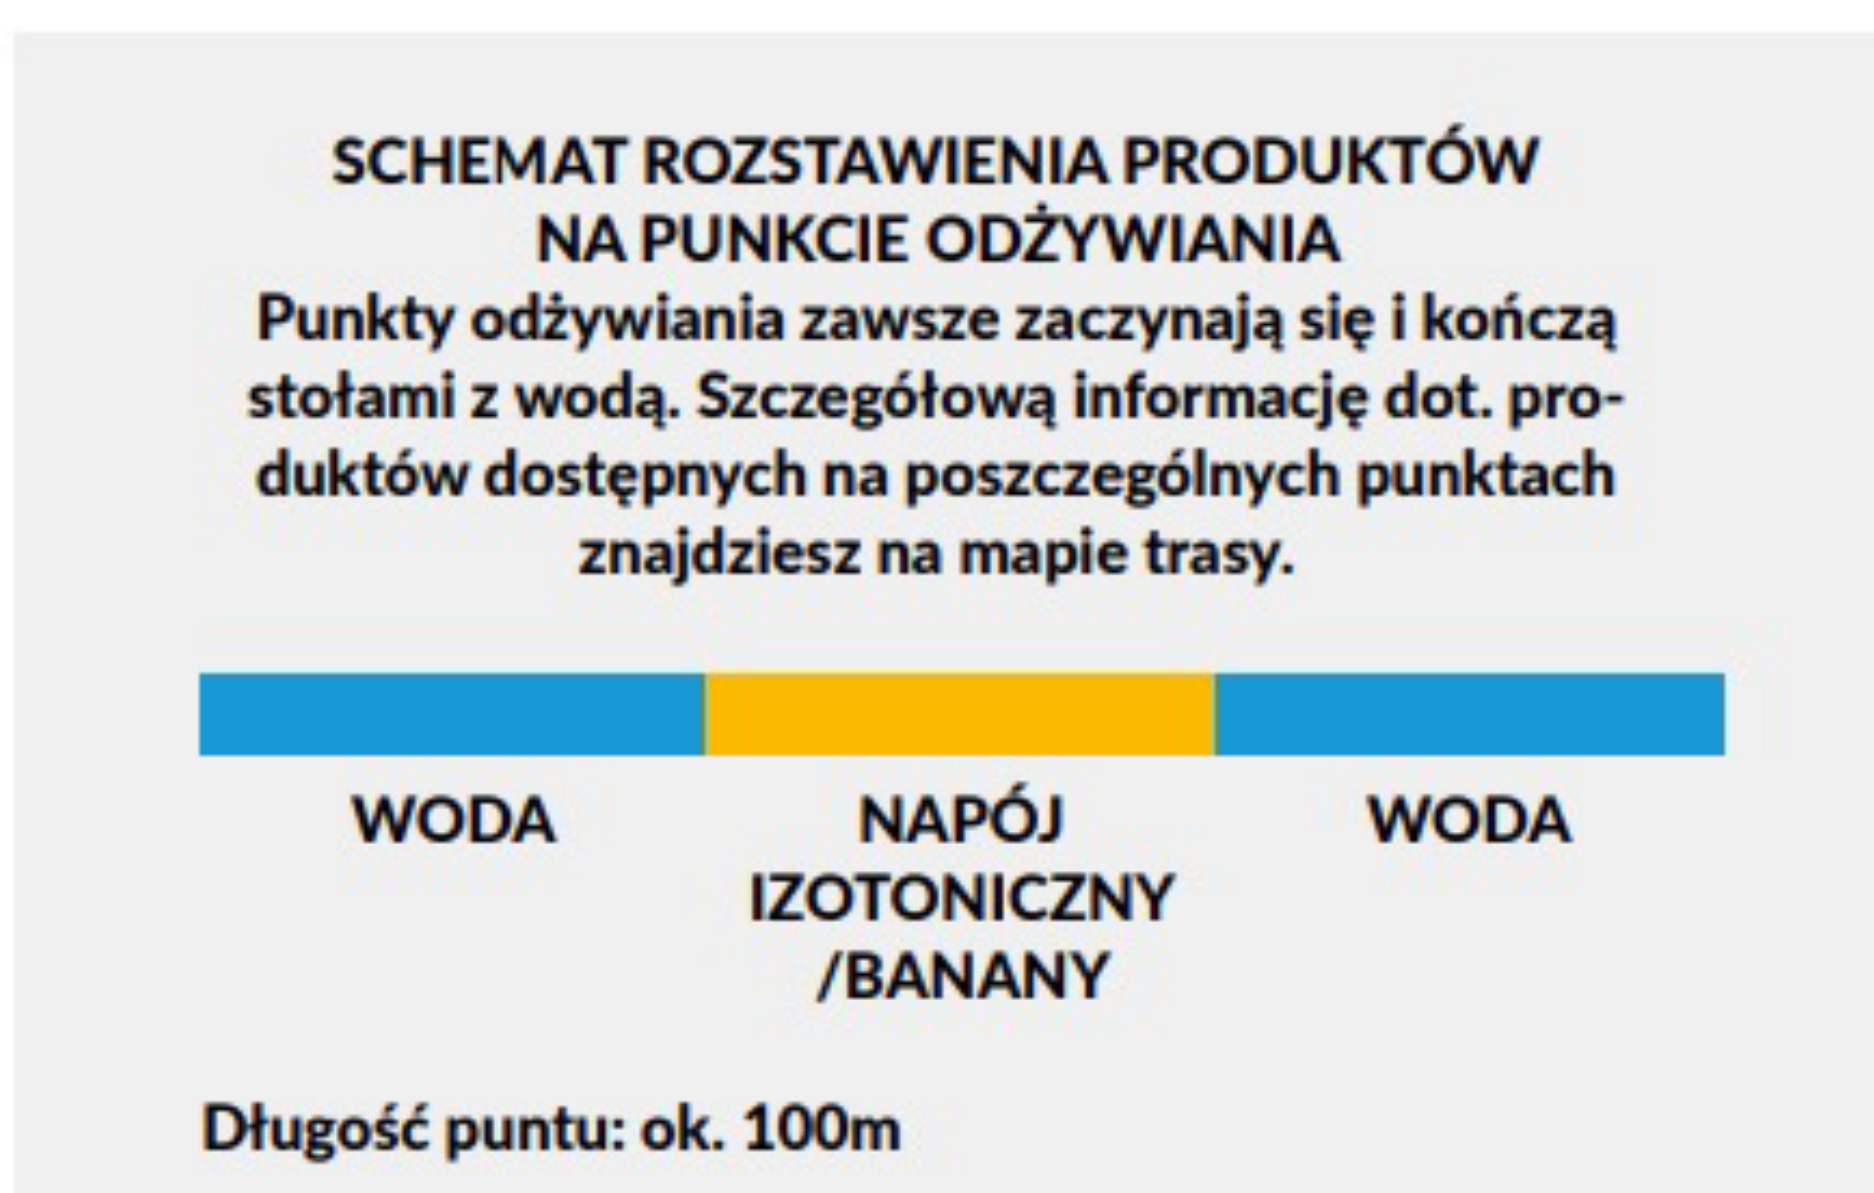 SCHEMAT ROZSTAWIENIA PRODUKTÓW
NA PUNKCIE ODŻYWIANIA
Punkty odżywiania zawsze zaczynają się i kończą
stołami z wodą. Szczegółową informację dot. pro-
duktów dostępnych na poszczególnych punktach
znajdziesz na mapie trasy.
WODA
NAPÓJ
IZOTONICZNY
/BANANY
WODA
Długość puntu: ok. 100m